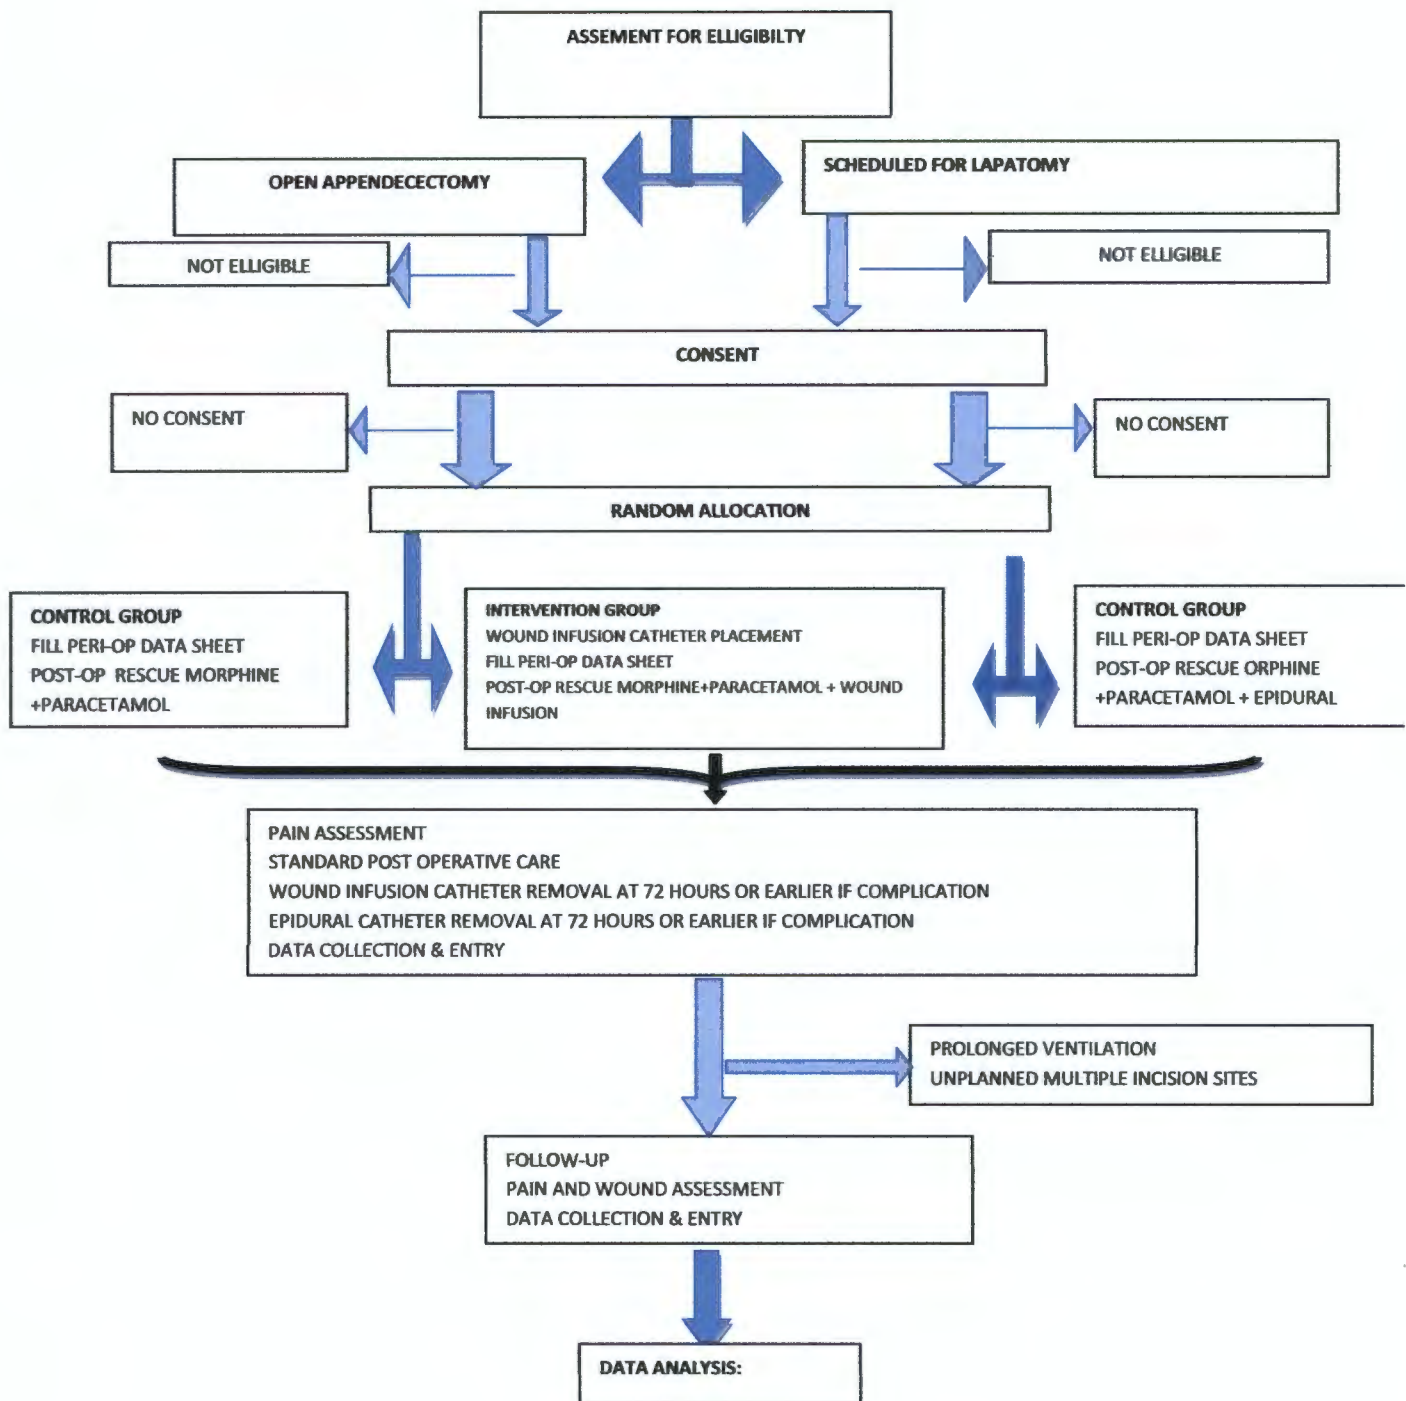 ASSEMENT FOR ELLIGIBILTY
OPEN APPENDECECTOMY
SCHEDULED FOR LAPATOMY
NOT ELLIGIBLE
NOT ELLIGIBLE
CONSENT
NO CONSENT
NO CONSENT
RANDOM ALLOCATION
CONTROL GROUP
FILL PERI-OP DATA SHEET
POST-OP RESCUE MORPHINE
+PARACETAMOL
INTERVENTION GROUP
WOUND INFUSION CATHETER PLACEMENT
FILL PERI-OP DATA SHEET
POST-OP RESCUE MORPHINE+PARACETAMOL + WOUND
INFUSION
CONTROL GROUP
FILL PERI-OP DATA SHEET
POST-OP RESCUE ORPHINE
+PARACETAMOL + EPIDURAL
PAIN ASSESSMENT
STANDARD POST OPERATIVE CARE
WOUND INFUSION CATHETER REMOVAL AT 72 HOURS OR EARLIER IF COMPLICATION
EPIDURAL CATHETER REMOVAL AT 72 HOURS OR EARLIER IF COMPLICATION
DATA COLLECTION & ENTRY
PROLONGED VENTILATION
UNPLANNED MULTIPLE INCISION SITES
FOLLOW-UP
PAIN AND WOUND ASSESSMENT
DATA COLLECTION & ENTRY
DATA ANALYSIS: